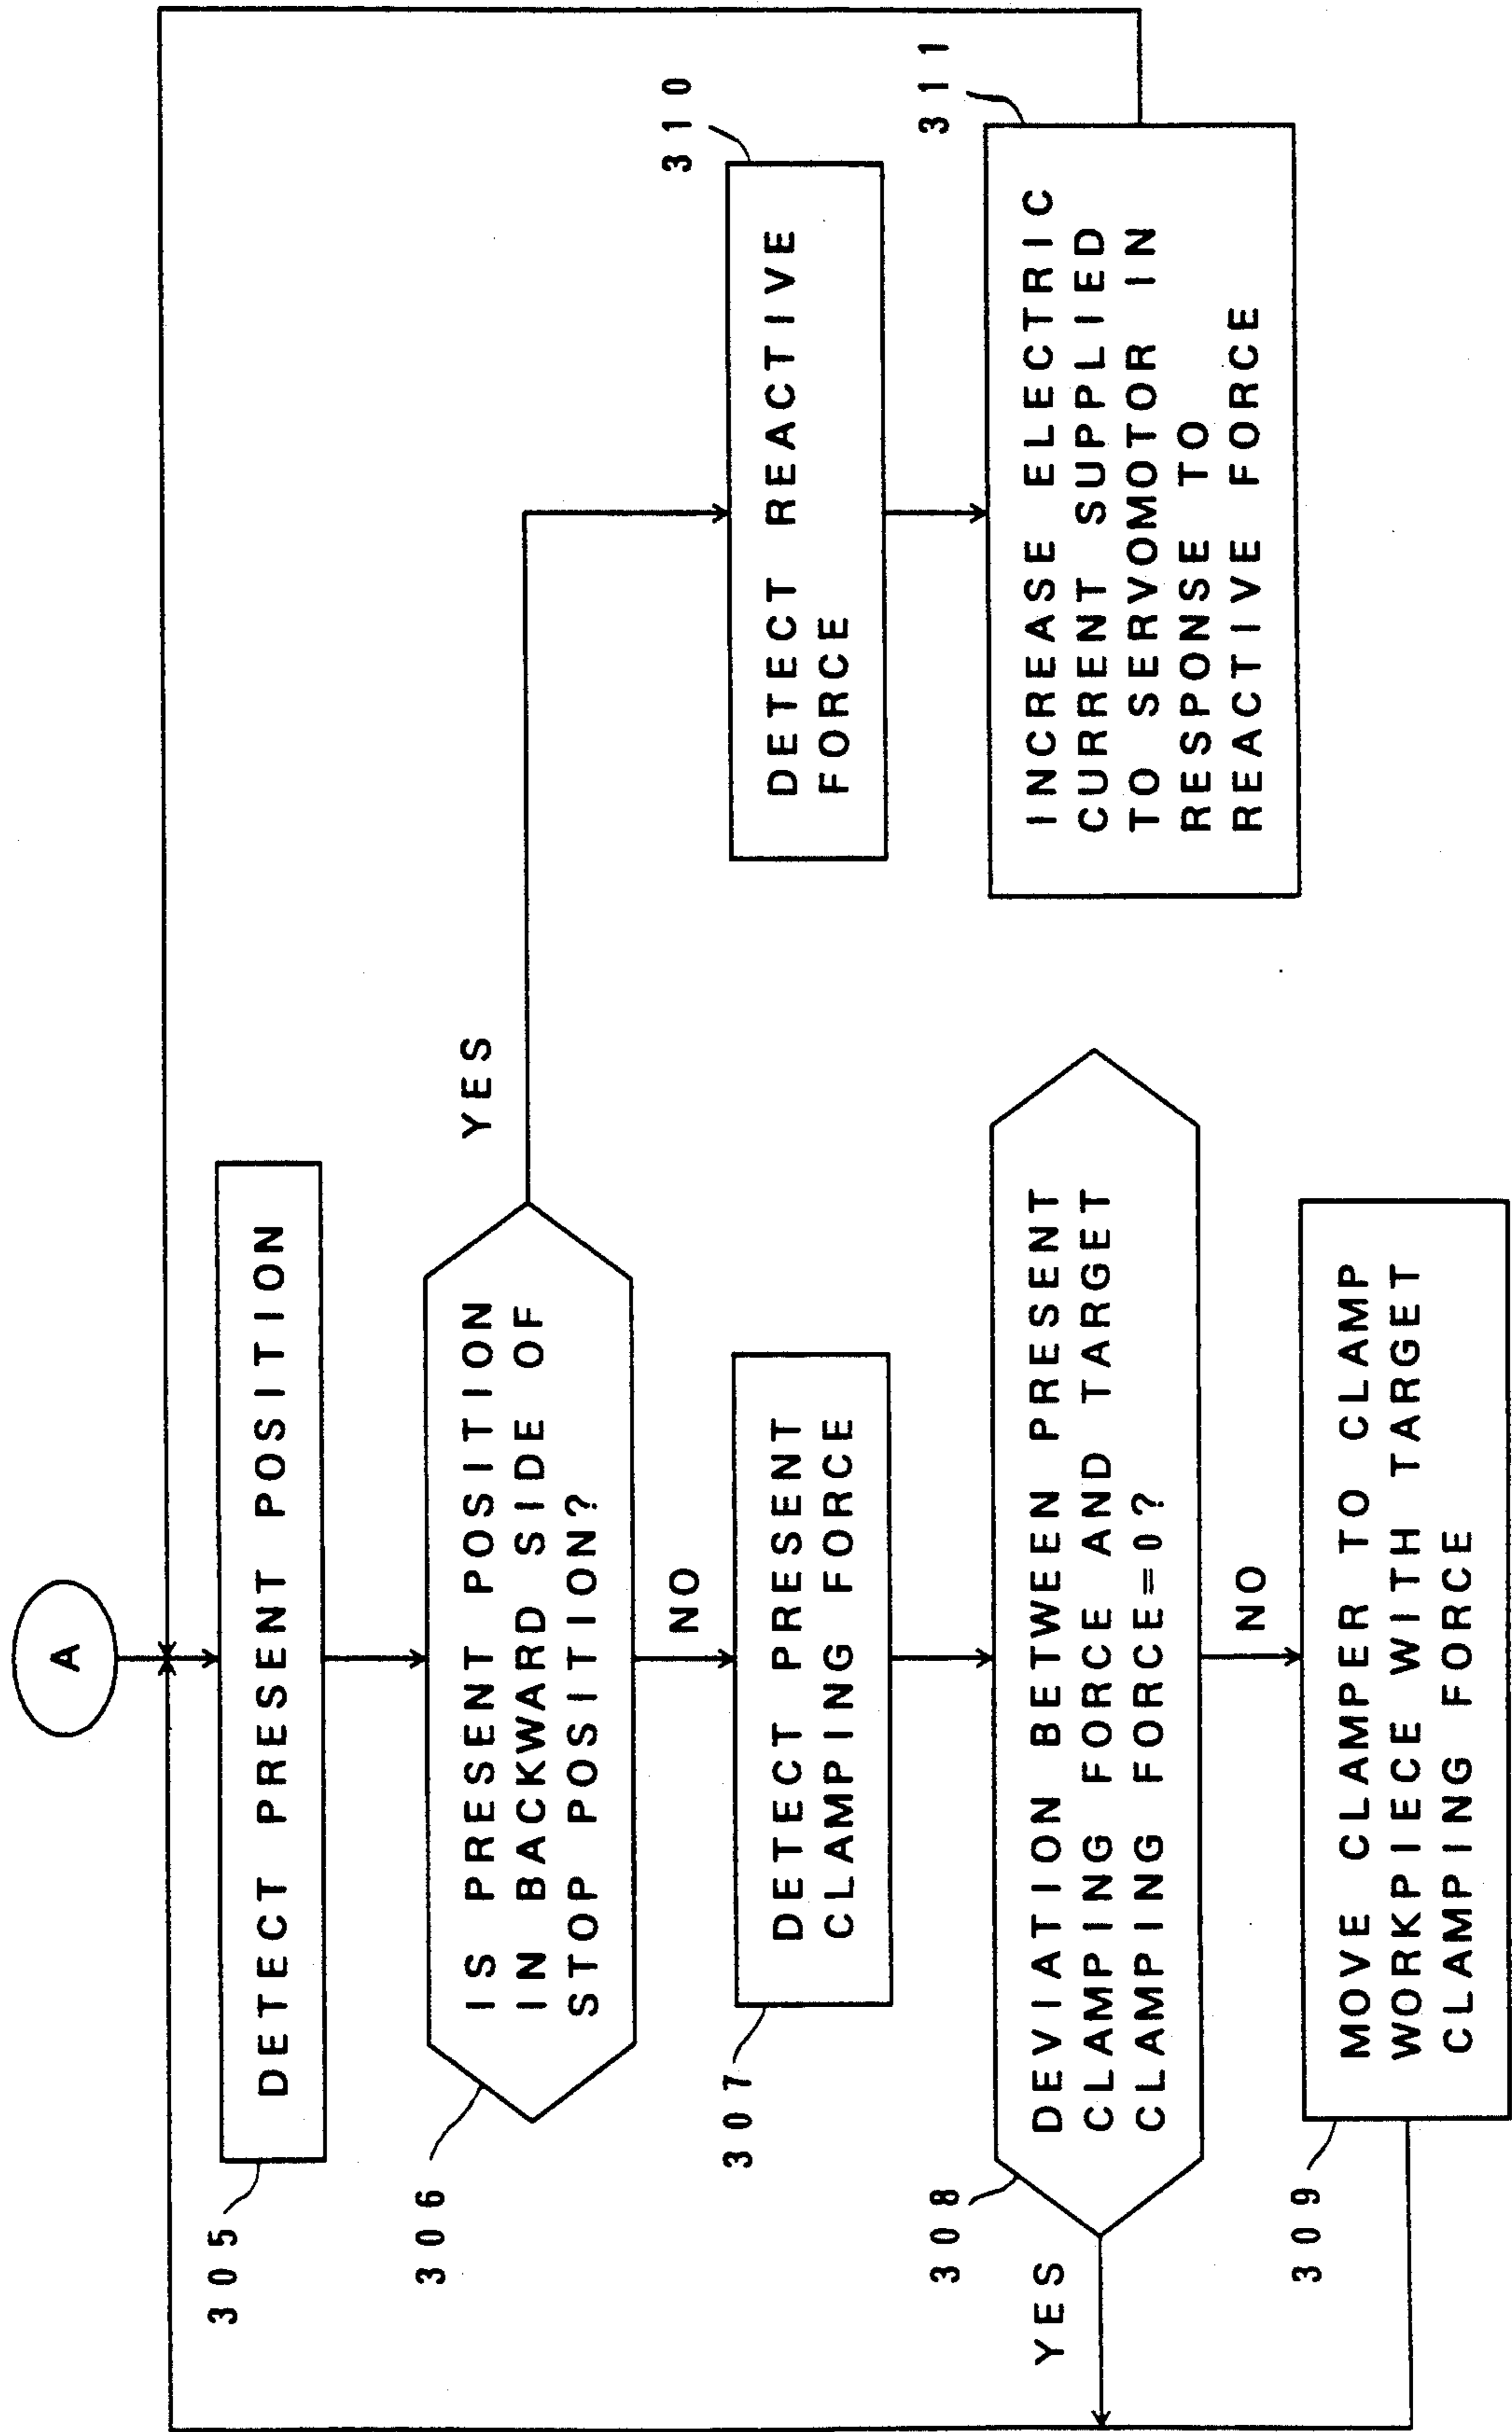 A
305
DETECT PRESENT POSITION
306
IS PRESENT POSITION
IN BACKWARD SIDE OF
STOP POSITION?
YES
NO
307
DETECT PRESENT
CLAMPING FORCE
308
DEVIATION BETWEEN PRESENT
CLAMPING FORCE AND TARGET
CLAMPING FORCE=0?
YES
NO
309
MOVE CLAMPER TO CLAMP
WORKPIECE WITH TARGET
CLAMPING FORCE
310
DETECT REACTIVE
FORCE
311
INCREASE ELECTRIC
CURRENT SUPPLIED
TO SERVOMOTOR IN
RESPONSE TO
REACTIVE FORCE